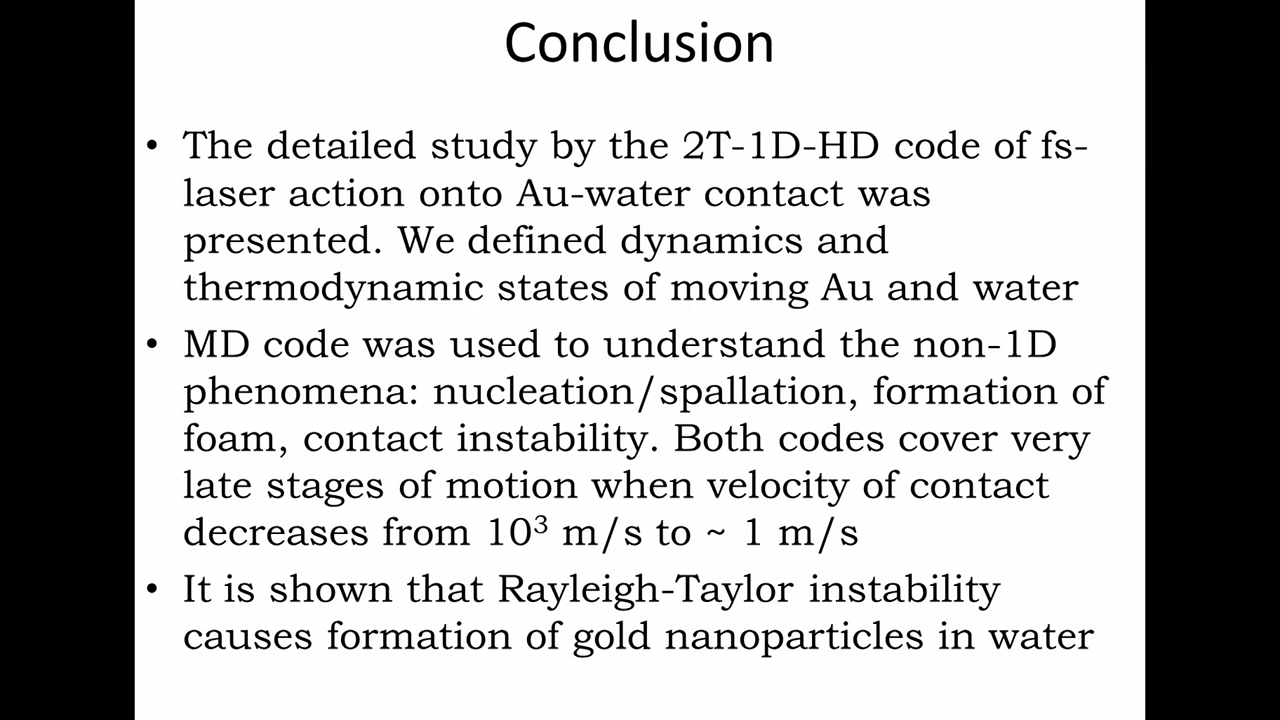 Conclusion
• The detailed study by the 2T-1D-HD code of fs-
laser action onto Au-water contact was
presented. We defined dynamics and
thermodynamic states of moving Au and water
• MD code was used to understand the non-1D
phenomena: nucleation/spallation, formation of
foam, contact instability. Both codes cover very
late stages of motion when velocity of contact
decreases from 10³ m/s to ~ 1 m/s
• It is shown that Rayleigh-Taylor instability
causes formation of gold nanoparticles in water